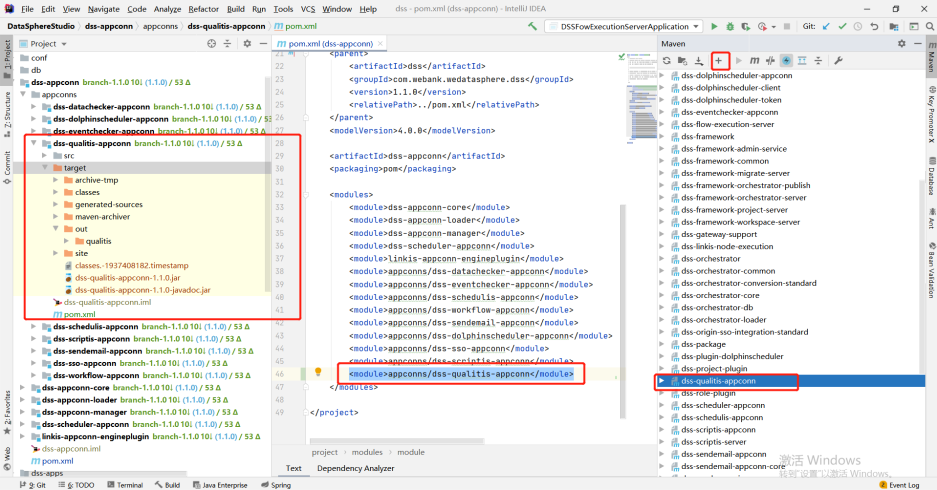 File Edit View Navigate Code Analyze Refactor Build Run Tools VCS Window Help dss - pom.xml (dss-appconn) - IntelliJ IDEA
DataSphereStudio dss-appconn appconns dss-qualitis-appconn pom.xml DSSFowExecutionServerApplication Git:
Project
pom.xml (dss-appconn)
Maven
conf
db
dss-appconn branch-1.1.0 10↓ (1.1.0) / 53 Δ
appconns
dss-datachecker-appconn branch-1.1.0 10↓ (1.1.0) / 53 Δ
dss-dolphinscheduler-appconn branch-1.1.0 10↓ (1.1.0) / 53 Δ
dss-eventchecker-appconn branch-1.1.0 10↓ (1.1.0) / 53 Δ
dss-qualitis-appconn branch-1.1.0 10↓ (1.1.0) / 53 Δ
src
target
archive-tmp
classes
generated-sources
maven-archiver
out
qualitis
site
classes.-1937408182.timestamp
dss-qualitis-appconn-1.1.0.jar
dss-qualitis-appconn-1.1.0-javadoc.jar
dss-qualitis-appconn.iml
pom.xml
dss-schedulis-appconn branch-1.1.0 10↓ (1.1.0) / 53 Δ
dss-scriptis-appconn branch-1.1.0 10↓ (1.1.0) / 53 Δ
dss-sendemail-appconn branch-1.1.0 10↓ (1.1.0) / 53 Δ
dss-sso-appconn branch-1.1.0 10↓ (1.1.0) / 53 Δ
dss-workflow-appconn branch-1.1.0 10↓ (1.1.0) / 53 Δ
dss-appconn-core branch-1.1.0 10↓ (1.1.0) / 53 Δ
dss-appconn-loader branch-1.1.0 10↓ (1.1.0) / 53 Δ
dss-appconn-manager branch-1.1.0 10↓ (1.1.0) / 53 Δ
dss-scheduler-appconn branch-1.1.0 10↓ (1.1.0) / 53 Δ
linkis-appconn-engineplugin branch-1.1.0 10↓ (1.1.0) / 53 Δ
dss-appconn.iml
pom.xml
dss-apps
21 <parent>
22 <artifactId>dss</artifactId>
23 <groupId>com.webank.wedatasphere.dss</groupId>
24 <version>1.1.0</version>
25 <relativePath>../pom.xml</relativePath>
26 </parent>
27 <modelVersion>4.0.0</modelVersion>
28
29 <artifactId>dss-appconn</artifactId>
30 <packaging>pom</packaging>
31
32 <modules>
33 <module>dss-appconn-core</module>
34 <module>dss-appconn-loader</module>
35 <module>dss-appconn-manager</module>
36 <module>dss-scheduler-appconn</module>
37 <module>linkis-appconn-engineplugin</module>
38 <module>appconns/dss-datachecker-appconn</module>
39 <module>appconns/dss-eventchecker-appconn</module>
40 <module>appconns/dss-schedulis-appconn</module>
41 <module>appconns/dss-workflow-appconn</module>
42 <module>appconns/dss-sendemail-appconn</module>
43 <module>appconns/dss-dolphinscheduler-appconn</module>
44 <module>appconns/dss-sso-appconn</module>
45 <module>appconns/dss-scriptis-appconn</module>
46 <module>appconns/dss-qualitis-appconn</module>
47 </modules>
48
49 </project>
project modules module
Text Dependency Analyzer
dss-dolphinscheduler-appconn
dss-dolphinscheduler-client
dss-dolphinscheduler-token
dss-eventchecker-appconn
dss-flow-execution-server
dss-framework
dss-framework-admin-service
dss-framework-common
dss-framework-migrate-server
dss-framework-orchestrator-publish
dss-framework-orchestrator-server
dss-framework-project-server
dss-framework-workspace-server
dss-gateway-support
dss-linkis-node-execution
dss-orchestrator
dss-orchestrator-common
dss-orchestrator-conversion-standard
dss-orchestrator-core
dss-orchestrator-db
dss-orchestrator-loader
dss-origin-sso-integration-standard
dss-package
dss-plugin-dolphinscheduler
dss-project-plugin
dss-qualitis-appconn
dss-role-plugin
dss-scheduler-appconn
dss-schedulis-appconn
dss-scriptis-appconn
dss-scriptis-server
dss-sendemail-appconn
dss-sendemail-appconn-core
激活 Windows
转到"设置"以激活 Windows。
1: Project
7: Structure
Commit
2: Favorites
Web
Maven
Key Promoter X
Database
Ant
Bean Validation
9: Git 6: TODO Terminal Build Java Enterprise Spring Event Log